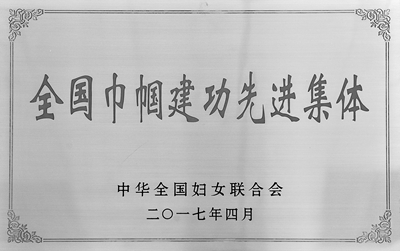 全国巾帼建功先进集体
中华全国妇女联合会
二〇一七年四月